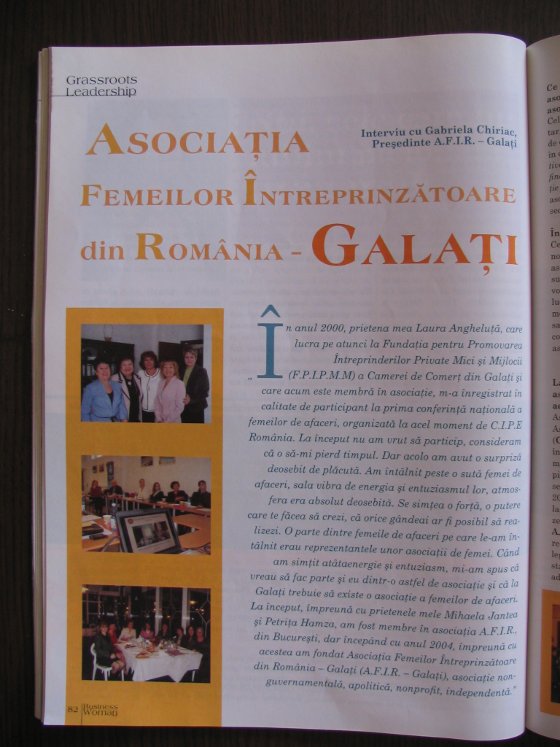 Grassroots
Leadership
Interviu cu Gabriela Chiriac,
Președinte A.F.I.R. – Galați
ASOCIAȚIA
FEMEILOR ÎNTREPRINZĂTOARE
din ROMÂNIA - GALAȚI
„În anul 2000, prietena mea Laura Angheluță, care
lucra pe atunci la Fundația pentru Promovarea
Întreprinderilor Private Mici și Mijlocii
(F.P.I.P.M.M) a Camerei de Comerț din Galați și
care acum este membră în asociație, m-a înregistrat în
calitate de participant la prima conferință națională a
femeilor de afaceri, organizată la acel moment de C.I.P.E
România. La început nu am vrut să particip, consideram
că o să-mi pierd timpul. Dar acolo am avut o surpriză
deosebit de plăcută. Am întâlnit peste o sută femei de
afaceri, sala vibra de energia și entuziasmul lor, atmos-
fera era absolut deosebită. Se simțea o forță, o putere
care te făcea să crezi, că orice gândeai ar fi posibil să rea-
lizezi. O parte dintre femeile de afaceri pe care le-am în-
tâlnit erau reprezentantele unor asociații de femei. Când
am simțit atâtaenergie și entuziasm, mi-am spus că
vreau să fac parte și eu dintr-o astfel de asociație și că la
Galați trebuie să existe o asociație a femeilor de afaceri.
La început, împreună cu prietenele mele Mihaela Jantea
și Petrița Hamza, am fost membre în asociația A.F.I.R.,
din București, dar începând cu anul 2004, împreună cu
acestea am fondat Asociația Femeilor Întreprinzătoare
din România – Galați (A.F.I.R. – Galați), asociație non-
guvernamentală, apolitică, nonprofit, independentă."
82 Business
Woman